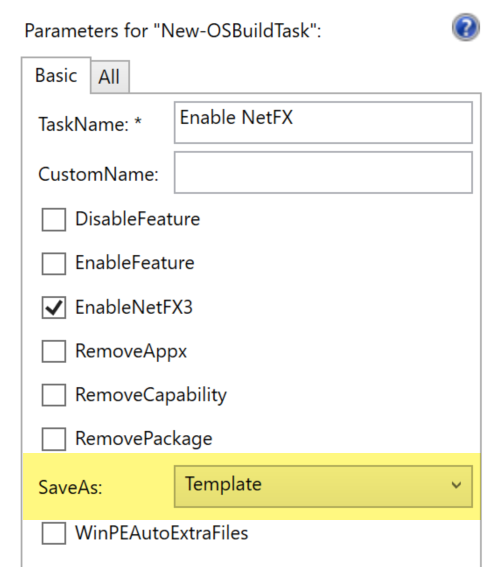 Parameters for "New-OSBuildTask":
?
Basic All
TaskName: * Enable NetFX
CustomName:
DisableFeature
EnableFeature
EnableNetFX3
RemoveAppx
RemoveCapability
RemovePackage
SaveAs: Template
WinPEAutoExtraFiles